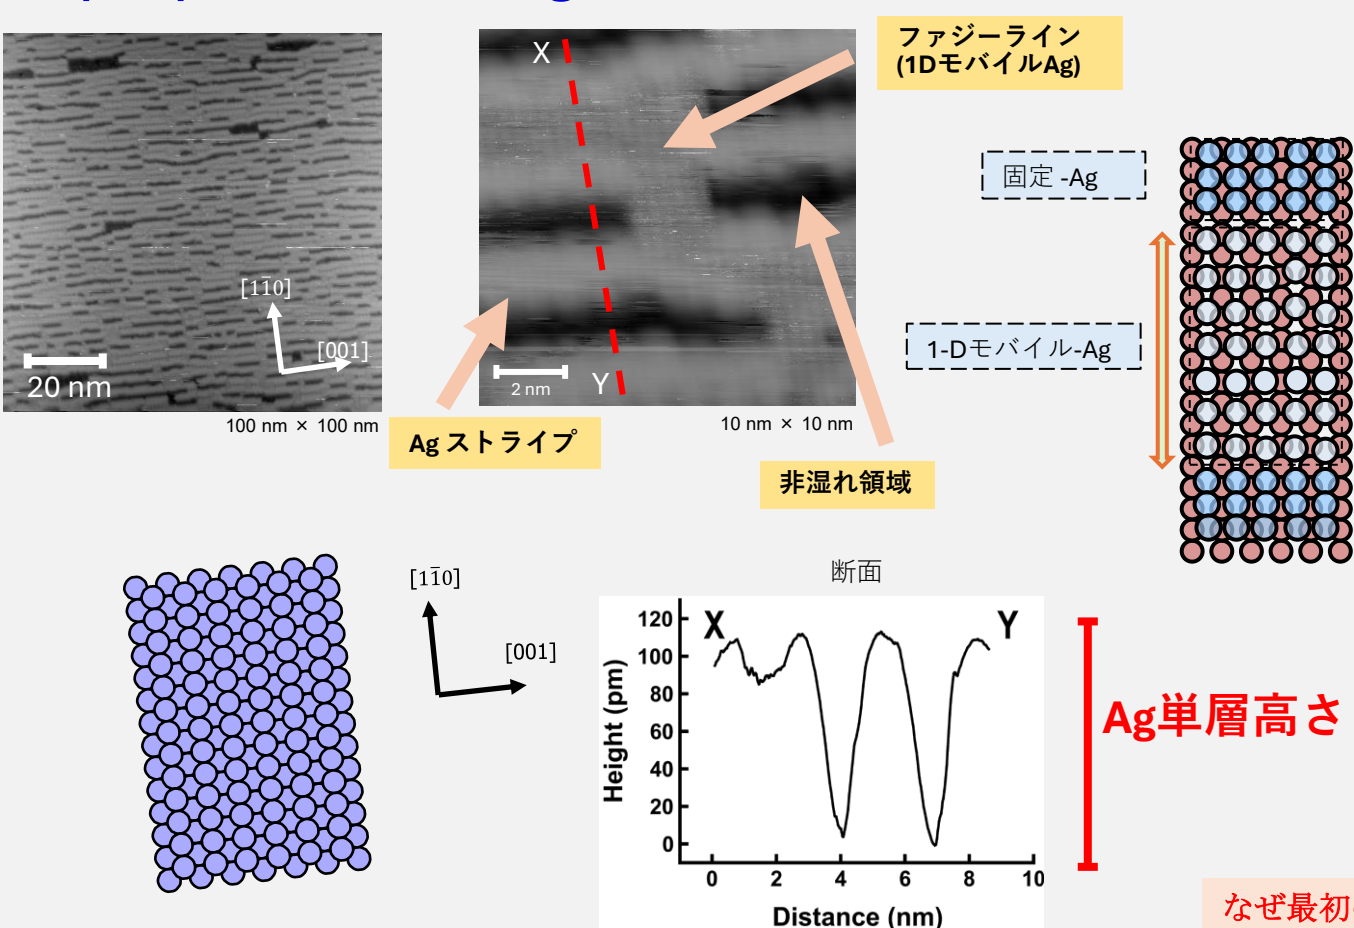 X
ファジーライン
(1DモバイルAg)
固定 -Ag
1-Dモバイル-Ag
[11̄0]
[001]
20 nm
100 nm × 100 nm
2 nm
Y
10 nm × 10 nm
Ag ストライプ
非湿れ領域
[11̄0]
[001]
断面
X
Y
120
100
80
60
40
20
0
Height (pm)
0 2 4 6 8 10
Distance (nm)
Ag単層高さ
なぜ最初